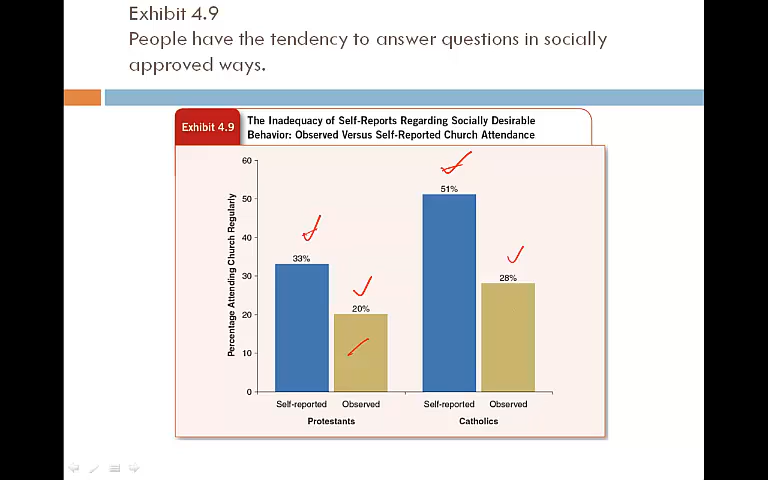 Exhibit 4.9
People have the tendency to answer questions in socially
approved ways.
Exhibit 4.9
The Inadequacy of Self-Reports Regarding Socially Desirable
Behavior: Observed Versus Self-Reported Church Attendance
Percentage Attending Church Regularly
60
50
40
30
20
10
0
33%
20%
51%
28%
Self-reported Observed Self-reported Observed
Protestants Catholics